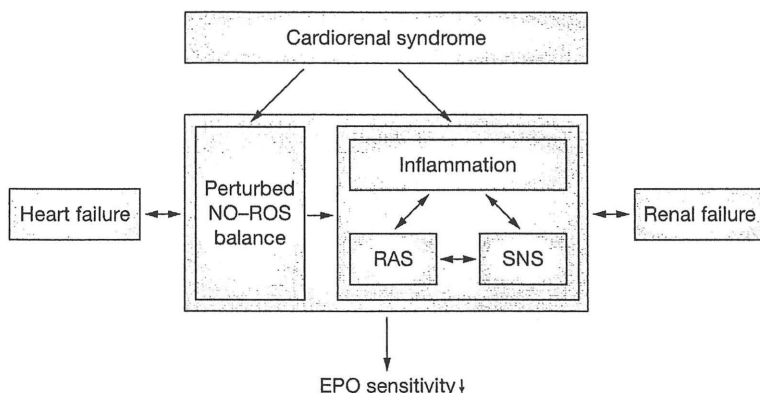 Cardiorenal syndrome
Inflammation
Perturbed
NO–ROS
balance
Heart failure
Renal failure
RAS
SNS
EPO sensitivity↓